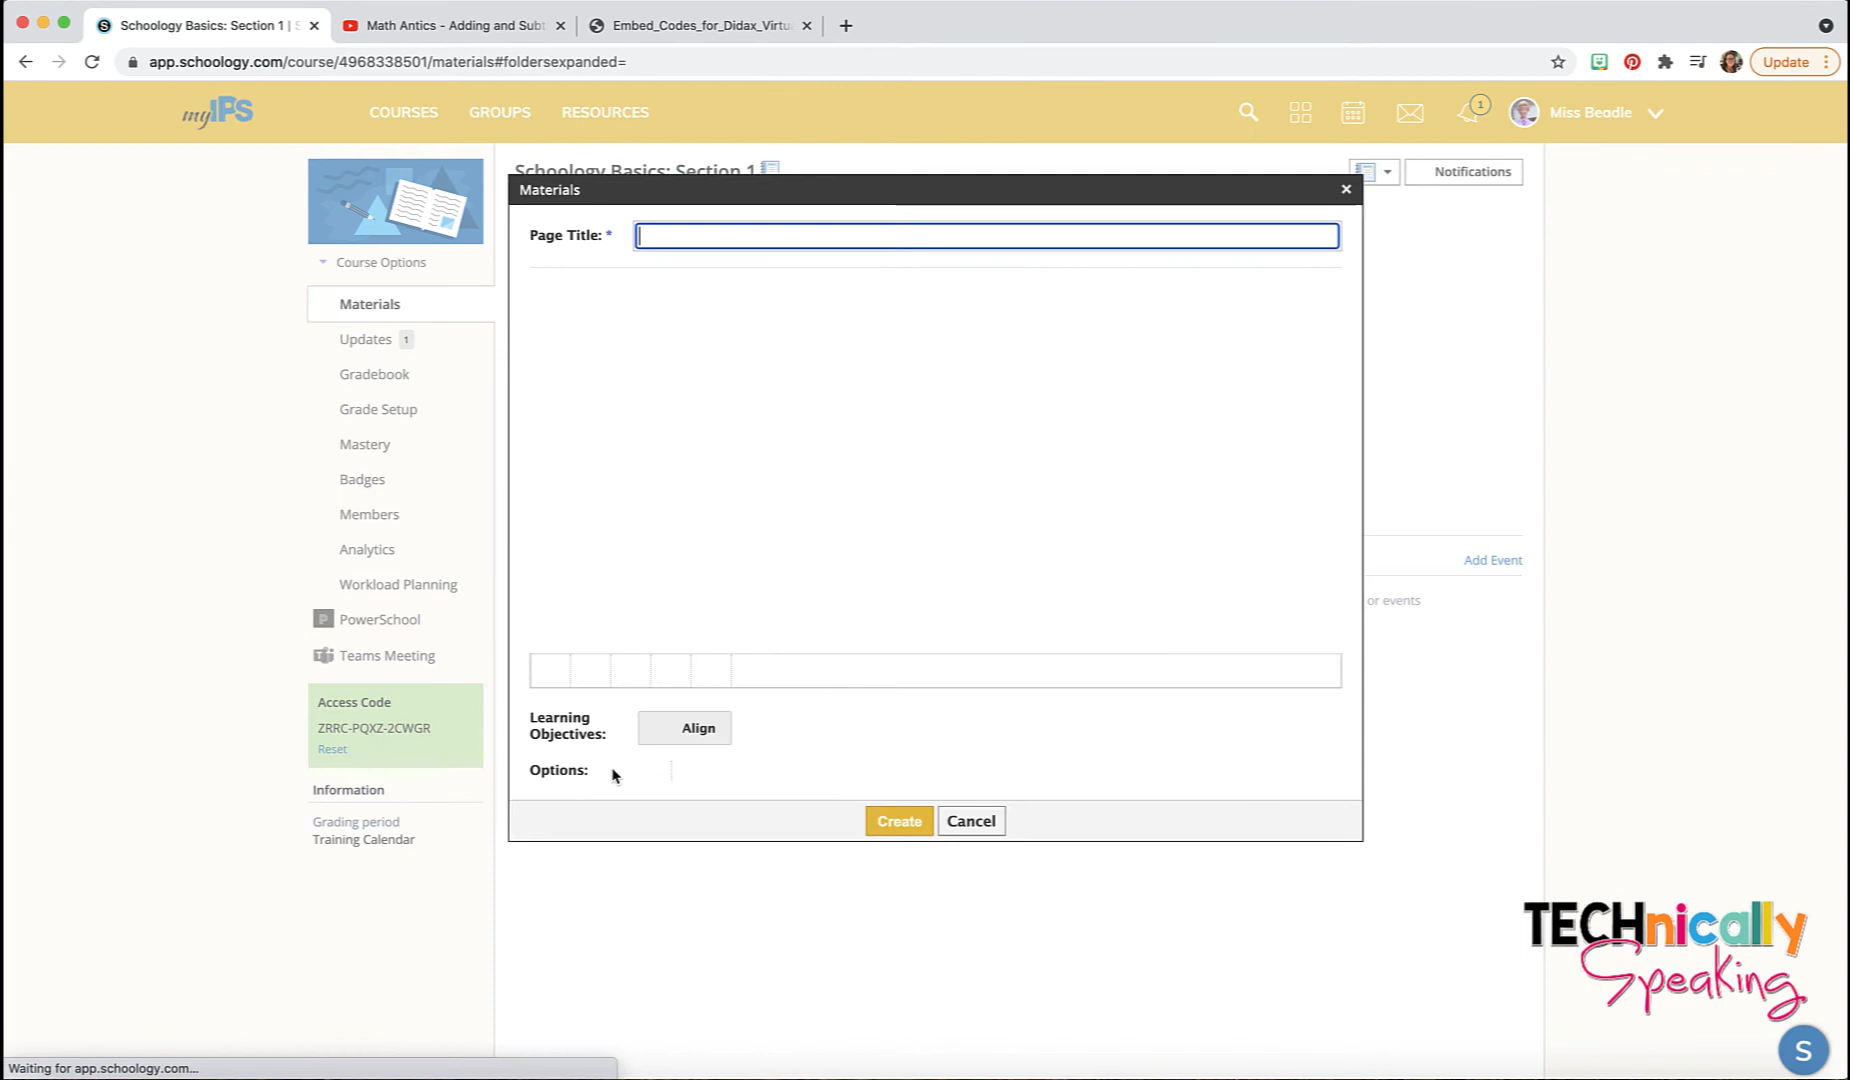 Schoology Basics: Section 1 | S
Math Antics - Adding and Subt
Embed_Codes_for_Didax_Virtu
app.schoology.com/course/4968338501/materials#foldersexpanded=
Update
myIPS
COURSES
GROUPS
RESOURCES
1
Miss Beadle
Schoology Basics: Section 1
Notifications
Materials
Page Title: *
Course Options
Materials
Updates 1
Gradebook
Grade Setup
Mastery
Badges
Members
Analytics
Workload Planning
P PowerSchool
Teams Meeting
Add Event
or events
Access Code
ZRRC-PQXZ-2CWGR
Reset
Information
Grading period
Training Calendar
Learning
Objectives:
Align
Options:
Create
Cancel
TECHnically
Speaking
S
Waiting for app.schoology.com...